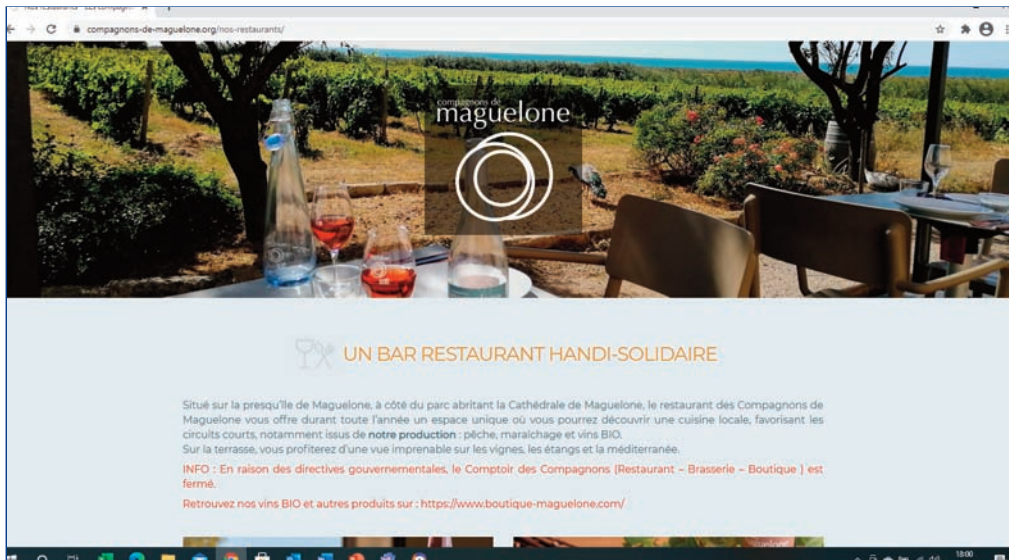 Nos restaurants - Les Compagn
compagnons-de-maguelone.org/nos-restaurants/
compagnons de
maguelone
UN BAR RESTAURANT HANDI-SOLIDAIRE
Situé sur la presqu'île de Maguelone, à côté du parc abritant la Cathédrale de Maguelone, le restaurant des Compagnons de
Maguelone vous offre durant toute l'année un espace unique où vous pourrez découvrir une cuisine locale, favorisant les
circuits courts, notamment issus de notre production : pêche, maraîchage et vins BIO.
Sur la terrasse, vous profiterez d'une vue imprenable sur les vignes, les étangs et la méditerranée.
INFO : En raison des directives gouvernementales, le Comptoir des Compagnons (Restaurant – Brasserie – Boutique ) est
fermé.
Retrouvez nos vins BIO et autres produits sur : https://www.boutique-maguelone.com/
18:00